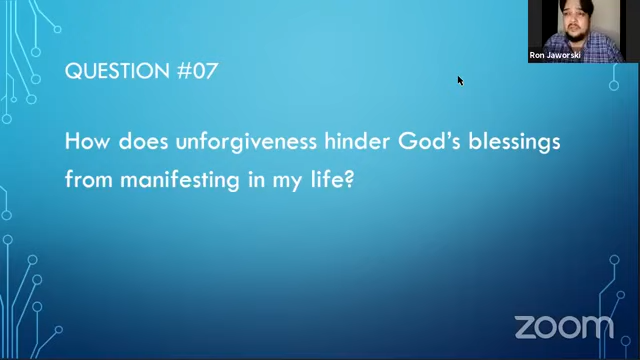 Ron Jaworski
QUESTION #07
How does unforgiveness hinder God's blessings
from manifesting in my life?
zoom